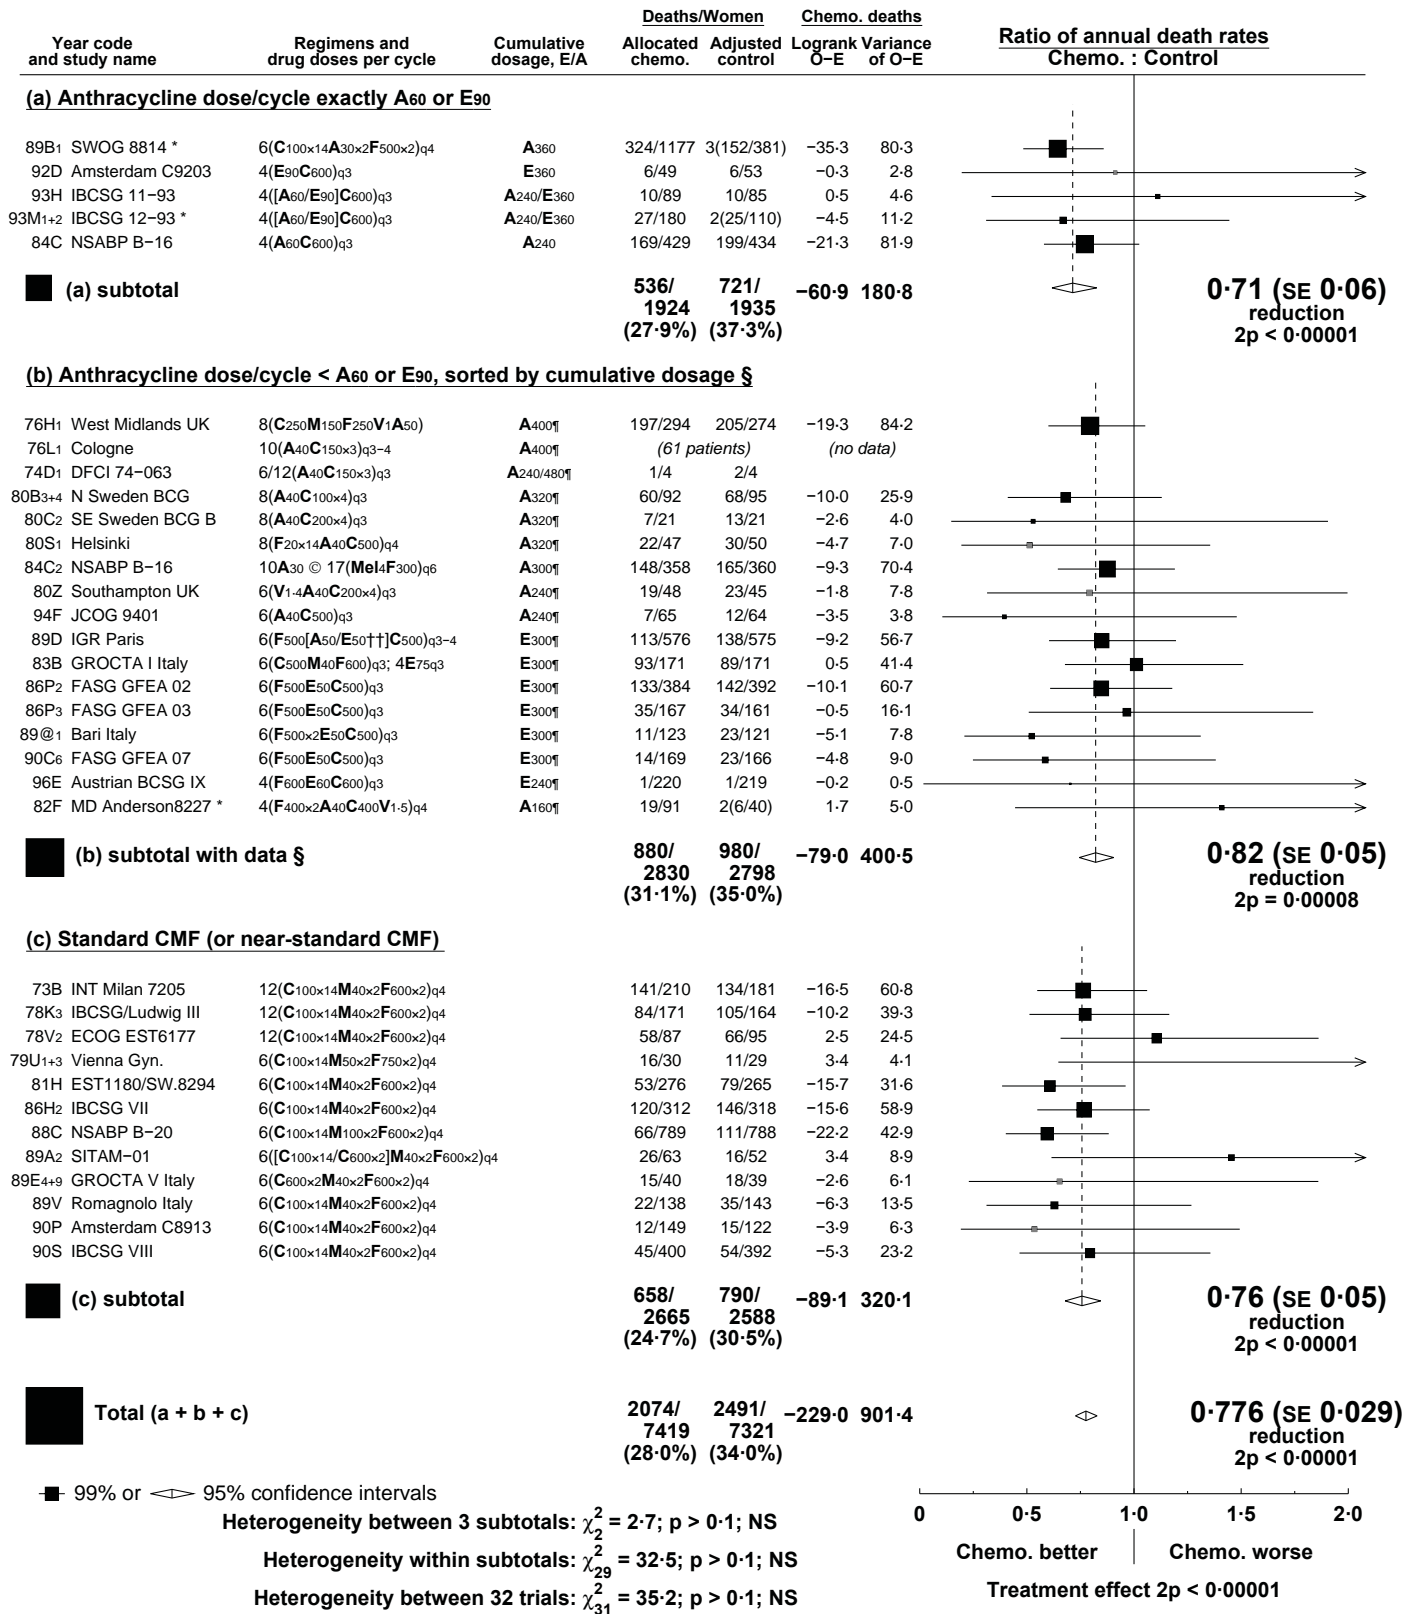 Deaths/Women Chemo. deaths
Year code and study name Regimens and drug doses per cycle Cumulative dosage, E/A Allocated chemo. Adjusted control Logrank O−E Variance of O−E Ratio of annual death rates Chemo. : Control
(a) Anthracycline dose/cycle exactly A60 or E90
89B1 SWOG 8814 * 6(C100×14A30×2F500×2)q4 A360 324/1177 3(152/381) −35·3 80·3
92D Amsterdam C9203 4(E90C600)q3 E360 6/49 6/53 −0·3 2·8
93H IBCSG 11−93 4([A60/E90]C600)q3 A240/E360 10/89 10/85 0·5 4·6
93M1+2 IBCSG 12−93 * 4([A60/E90]C600)q3 A240/E360 27/180 2(25/110) −4·5 11·2
84C NSABP B−16 4(A60C600)q3 A240 169/429 199/434 −21·3 81·9
(a) subtotal 536/ 721/ −60·9 180·8 0·71 (SE 0·06)
1924 1935 reduction
(27·9%) (37·3%) 2p < 0·00001
(b) Anthracycline dose/cycle < A60 or E90, sorted by cumulative dosage §
76H1 West Midlands UK 8(C250M150F250V1A50) A400¶ 197/294 205/274 −19·3 84·2
76L1 Cologne 10(A40C150×3)q3−4 A400¶ (61 patients) (no data)
74D1 DFCI 74−063 6/12(A40C150×3)q3 A240/480¶ 1/4 2/4
80B3+4 N Sweden BCG 8(A40C100×4)q3 A320¶ 60/92 68/95 −10·0 25·9
80C2 SE Sweden BCG B 8(A40C200×4)q3 A320¶ 7/21 13/21 −2·6 4·0
80S1 Helsinki 8(F20×14A40C500)q4 A320¶ 22/47 30/50 −4·7 7·0
84C2 NSABP B−16 10A30 © 17(Mel4F300)q6 A300¶ 148/358 165/360 −9·3 70·4
80Z Southampton UK 6(V1·4A40C200×4)q3 A240¶ 19/48 23/45 −1·8 7·8
94F JCOG 9401 6(A40C500)q3 A240¶ 7/65 12/64 −3·5 3·8
89D IGR Paris 6(F500[A50/E50††]C500)q3−4 E300¶ 113/576 138/575 −9·2 56·7
83B GROCTA I Italy 6(C500M40F600)q3; 4E75q3 E300¶ 93/171 89/171 0·5 41·4
86P2 FASG GFEA 02 6(F500E50C500)q3 E300¶ 133/384 142/392 −10·1 60·7
86P3 FASG GFEA 03 6(F500E50C500)q3 E300¶ 35/167 34/161 −0·5 16·1
89@1 Bari Italy 6(F500×2E50C500)q3 E300¶ 11/123 23/121 −5·1 7·8
90C6 FASG GFEA 07 6(F500E50C500)q3 E300¶ 14/169 23/166 −4·8 9·0
96E Austrian BCSG IX 4(F600E60C600)q3 E240¶ 1/220 1/219 −0·2 0·5
82F MD Anderson8227 * 4(F400×2A40C400V1·5)q4 A160¶ 19/91 2(6/40) 1·7 5·0
(b) subtotal with data § 880/ 980/ −79·0 400·5 0·82 (SE 0·05)
2830 2798 reduction
(31·1%) (35·0%) 2p = 0·00008
(c) Standard CMF (or near-standard CMF)
73B INT Milan 7205 12(C100×14M40×2F600×2)q4 141/210 134/181 −16·5 60·8
78K3 IBCSG/Ludwig III 12(C100×14M40×2F600×2)q4 84/171 105/164 −10·2 39·3
78V2 ECOG EST6177 12(C100×14M40×2F600×2)q4 58/87 66/95 2·5 24·5
79U1+3 Vienna Gyn. 6(C100×14M50×2F750×2)q4 16/30 11/29 3·4 4·1
81H EST1180/SW.8294 6(C100×14M40×2F600×2)q4 53/276 79/265 −15·7 31·6
86H2 IBCSG VII 6(C100×14M40×2F600×2)q4 120/312 146/318 −15·6 58·9
88C NSABP B−20 6(C100×14M100×2F600×2)q4 66/789 111/788 −22·2 42·9
89A2 SITAM−01 6([C100×14/C600×2]M40×2F600×2)q4 26/63 16/52 3·4 8·9
89E4+9 GROCTA V Italy 6(C600×2M40×2F600×2)q4 15/40 18/39 −2·6 6·1
89V Romagnolo Italy 6(C100×14M40×2F600×2)q4 22/138 35/143 −6·3 13·5
90P Amsterdam C8913 6(C100×14M40×2F600×2)q4 12/149 15/122 −3·9 6·3
90S IBCSG VIII 6(C100×14M40×2F600×2)q4 45/400 54/392 −5·3 23·2
(c) subtotal 658/ 790/ −89·1 320·1 0·76 (SE 0·05)
2665 2588 reduction
(24·7%) (30·5%) 2p < 0·00001
Total (a + b + c) 2074/ 2491/ −229·0 901·4 0·776 (SE 0·029)
7419 7321 reduction
(28·0%) (34·0%) 2p < 0·00001
99% or 95% confidence intervals
0 0·5 1·0 1·5 2·0
Heterogeneity between 3 subtotals: χ²₂ = 2·7; p > 0·1; NS
Chemo. better Chemo. worse
Heterogeneity within subtotals: χ²₂₉ = 32·5; p > 0·1; NS
Treatment effect 2p < 0·00001
Heterogeneity between 32 trials: χ²₃₁ = 35·2; p > 0·1; NS